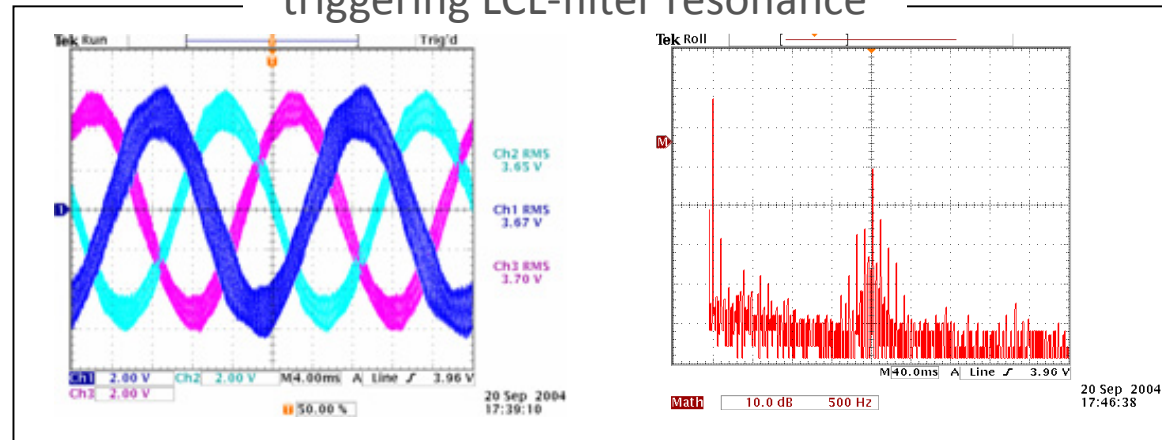 triggering LCL-filter resonance
Tek Run
Trig'd
Ch2 RMS
3.65 V
1
Ch1 RMS
3.67 V
Ch3 RMS
3.70 V
Ch1 2.00 V Ch2 2.00 V M4.00ms A Line 3.96 V
Ch3 2.00 V
20 Sep 2004
50.00 %
17:39:10
Tek Roll
M
M40.0ms A Line 3.96 V
20 Sep 2004
Math 10.0 dB 500 Hz
17:46:38